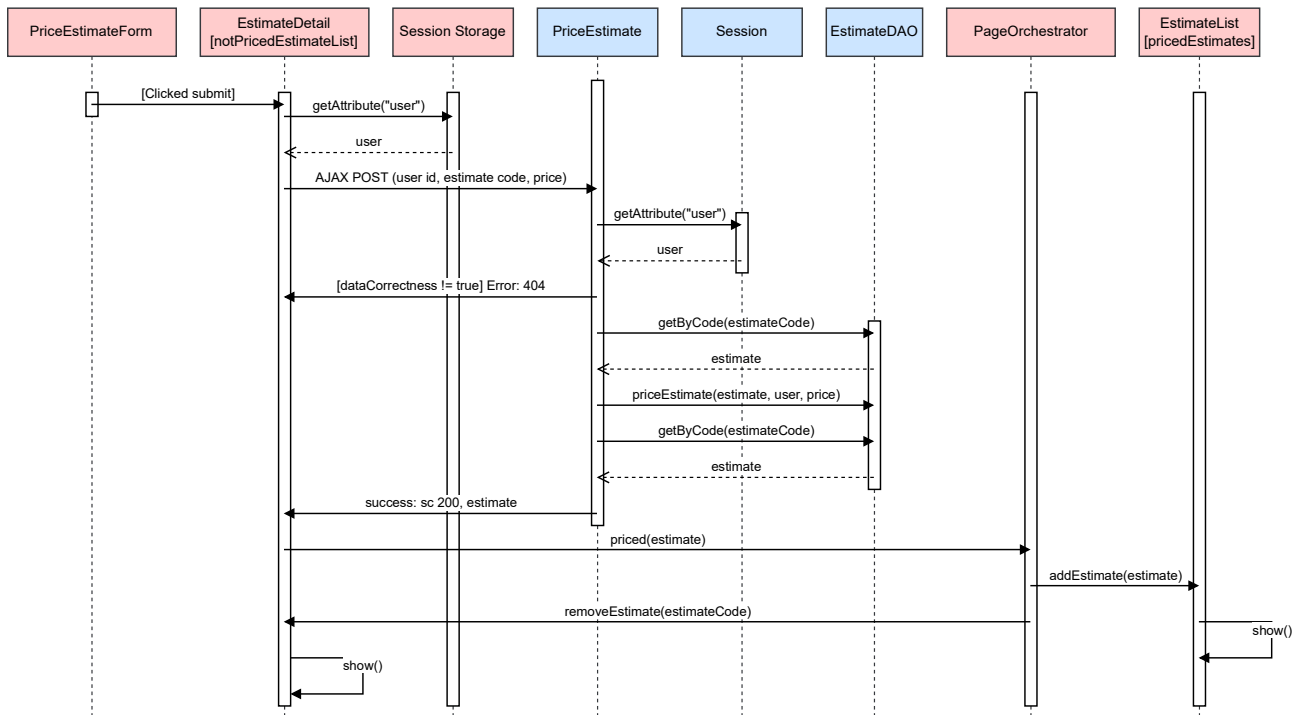 PriceEstimateForm
EstimateDetail
[notPricedEstimateList]
Session Storage
PriceEstimate
Session
EstimateDAO
PageOrchestrator
EstimateList
[pricedEstimates]
[Clicked submit]
getAttribute("user")
user
AJAX POST (user id, estimate code, price)
getAttribute("user")
user
[dataCorrectness != true] Error: 404
getByCode(estimateCode)
estimate
priceEstimate(estimate, user, price)
getByCode(estimateCode)
estimate
success: sc 200, estimate
priced(estimate)
addEstimate(estimate)
removeEstimate(estimateCode)
show()
show()